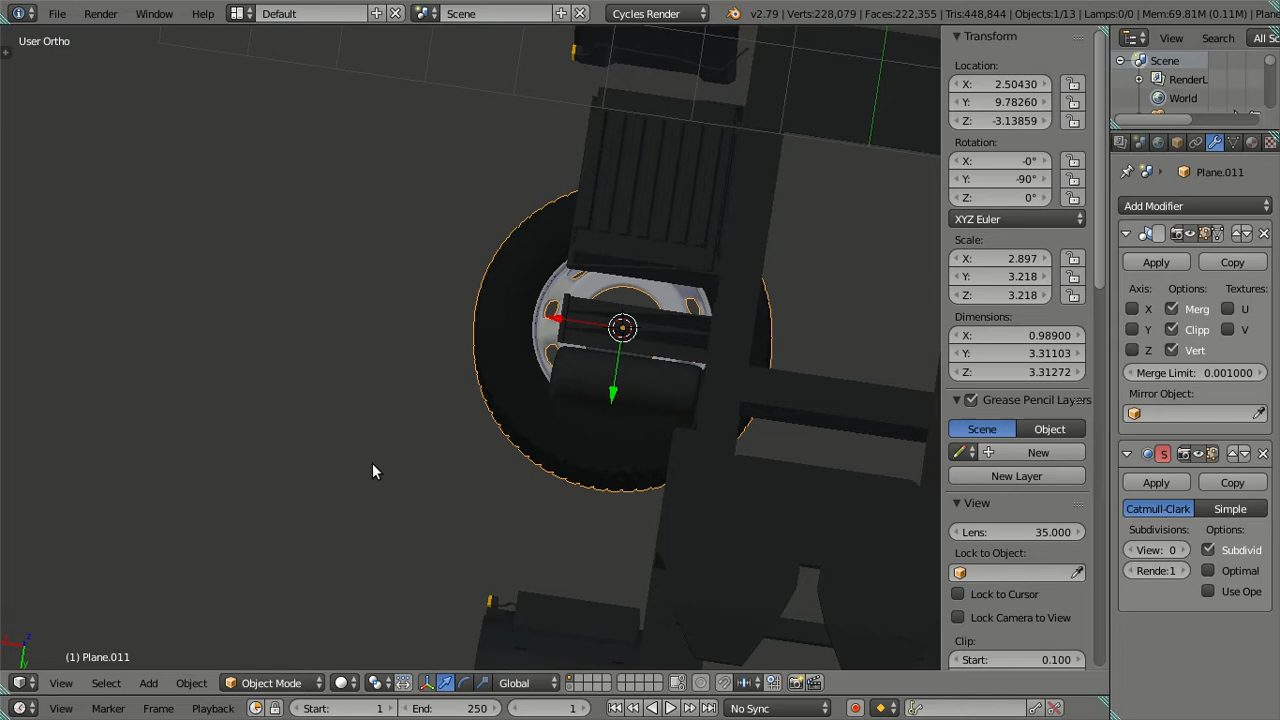 File Render Window Help Default Scene Cycles Render v2.79 | Verts:228,079 | Faces:222,355 | Tris:448,844 | Objects:1/13 | Lamps:0/0 | Mem:69.81M (0.11M) | Plane
User Ortho
Transform
Location:
X: 2.50430
Y: 9.78260
Z: -3.13859
Rotation:
X: -0°
Y: -90°
Z: 0°
XYZ Euler
Scale:
X: 2.897
Y: 3.218
Z: 3.218
Dimensions:
X: 0.98900
Y: 3.31103
Z: 3.31272
Grease Pencil Layers
Scene Object
New
New Layer
View
Lens: 35.000
Lock to Object:
Lock to Cursor
Lock Camera to View
Clip:
Start: 0.100
View Search All Sc
Scene
RenderL
World
Plane.011
Add Modifier
Apply Copy
Axis: Options: Textures:
X Merg U
Y Clipp V
Z Vert
Merge Limit: 0.001000
Mirror Object:
S
Apply Copy
Catmull-Clark Simple
Subdivisions: Options:
View: 0 Subdivid
Rende:1 Optimal
Use Ope
(1) Plane.011
View Select Add Object Object Mode Global
View Marker Frame Playback Start: 1 End: 250 1 No Sync